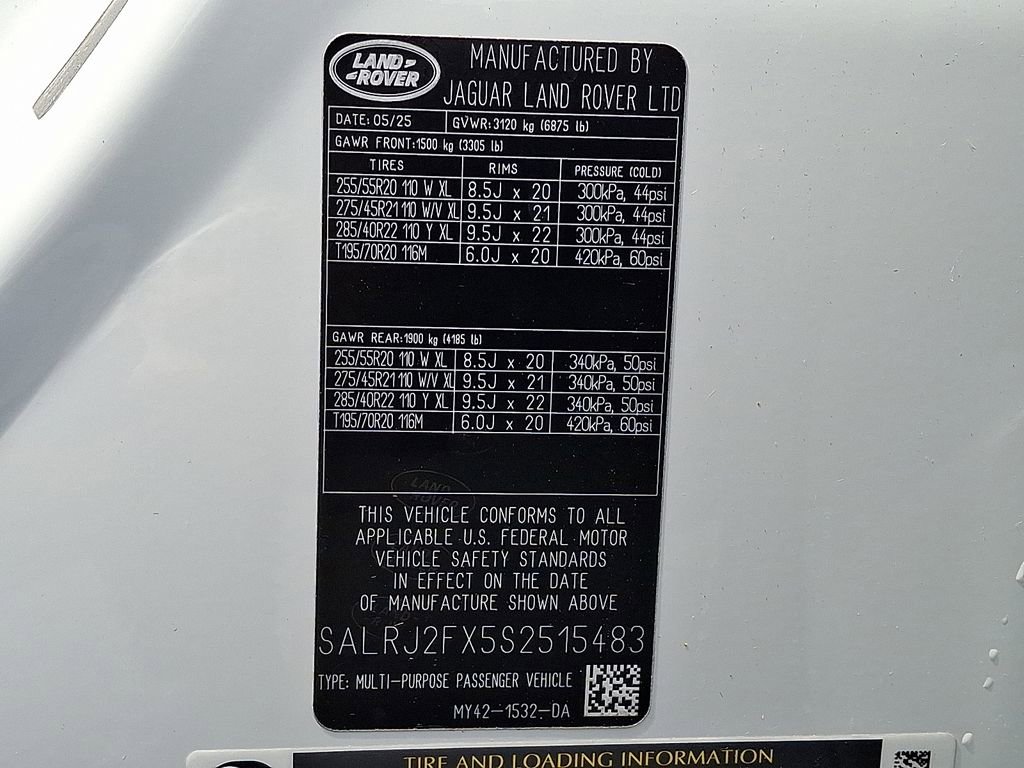 LAND-
-ROVER
MANUFACTURED BY
JAGUAR LAND ROVER LTD
DATE: 05/25 GVWR: 3120 kg (6875 lb)
GAWR FRONT: 1500 kg (3305 lb)
TIRES RIMS PRESSURE (COLD)
255/55R20 110 W XL 8.5J x 20 300kPa, 44psi
275/45R21 110 W/V XL 9.5J x 21 300kPa, 44psi
285/40R22 110 Y XL 9.5J x 22 300kPa, 44psi
T195/70R20 116M 6.0J x 20 420kPa, 60psi
GAWR REAR: 1900 kg (4185 lb)
255/55R20 110 W XL 8.5J x 20 340kPa, 50psi
275/45R21 110 W/V XL 9.5J x 21 340kPa, 50psi
285/40R22 110 Y XL 9.5J x 22 340kPa, 50psi
T195/70R20 116M 6.0J x 20 420kPa, 60psi
LAND
ROVER
THIS VEHICLE CONFORMS TO ALL
APPLICABLE U.S. FEDERAL MOTOR
VEHICLE SAFETY STANDARDS
IN EFFECT ON THE DATE
OF MANUFACTURE SHOWN ABOVE
SALRJ2FX5S2515483
TYPE: MULTI-PURPOSE PASSENGER VEHICLE
MY42-1532-DA
TIRE AND LOADING INFORMATION